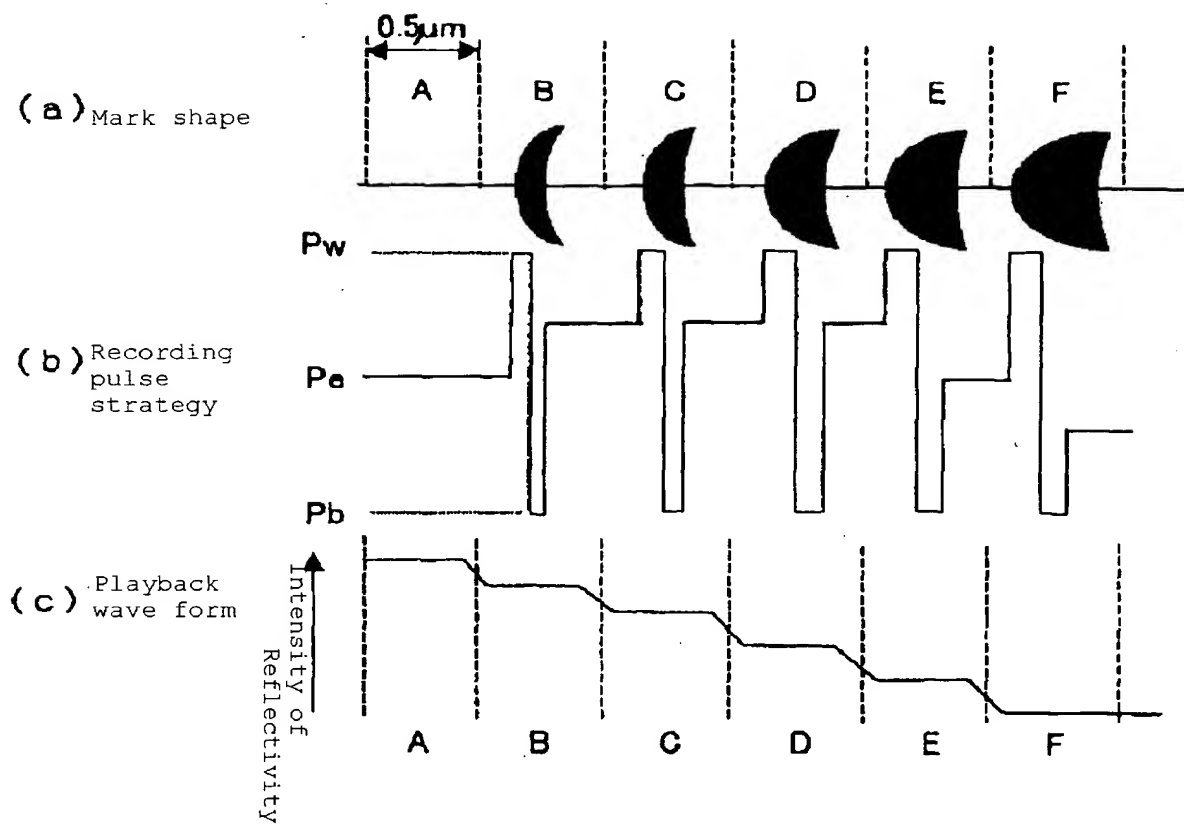 0.5μm
A B C D E F
(a) Mark shape
Pw
(b) Recording
pulse
strategy
Pe
Pb
(c) Playback
wave form
Intensity of
Reflectivity
A B C D E F